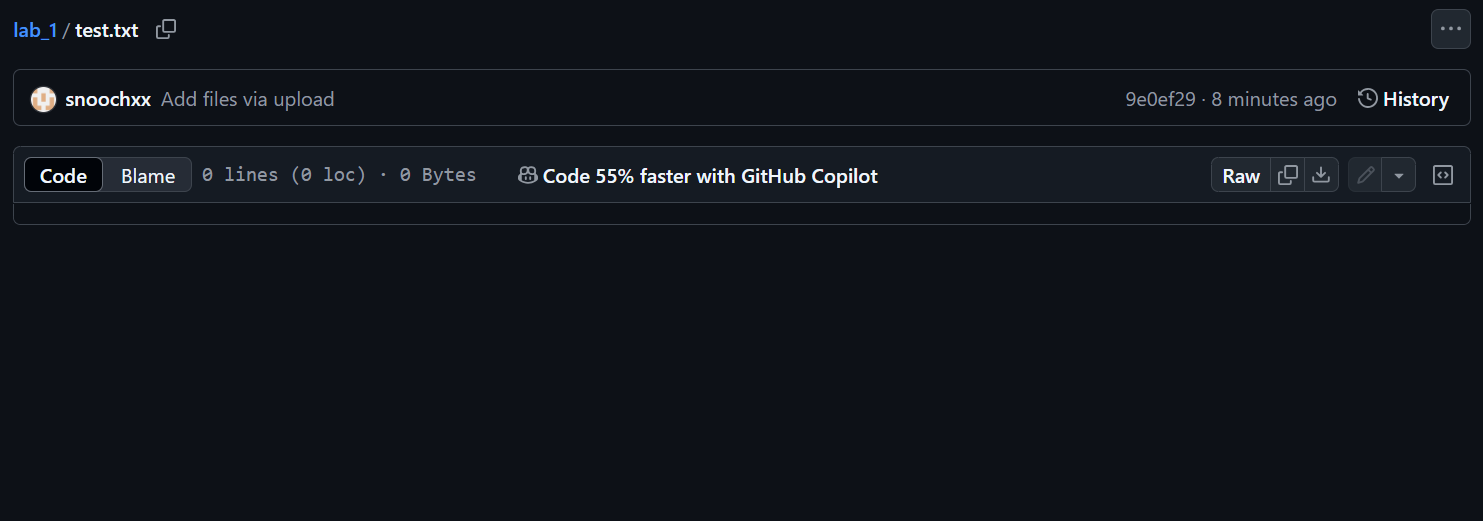 lab_1 / test.txt
snoochxx Add files via upload 9e0ef29 · 8 minutes ago History
Code Blame 0 lines (0 loc) · 0 Bytes Code 55% faster with GitHub Copilot Raw